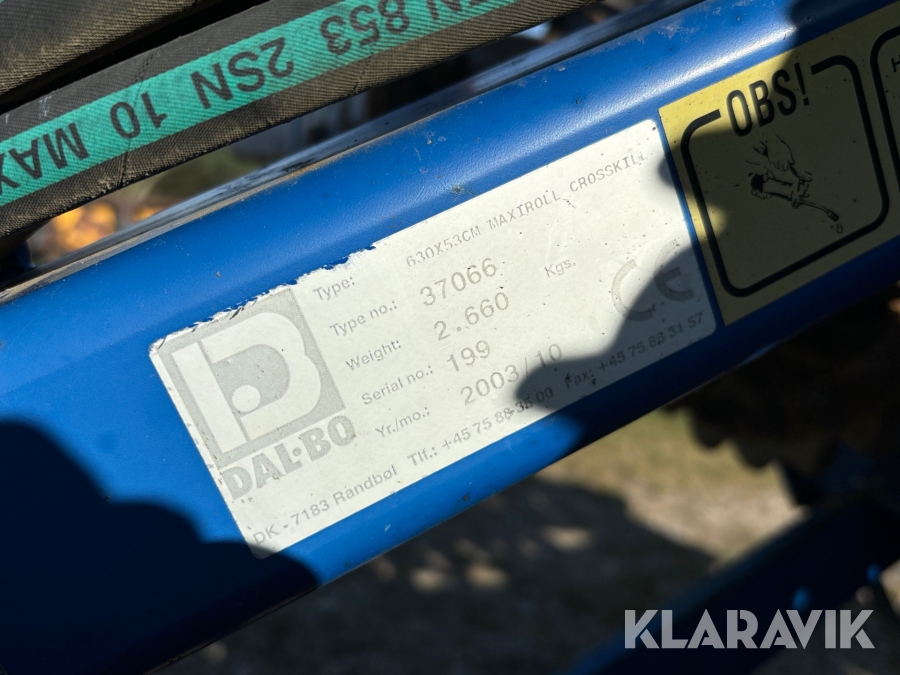 EN 853 2SN 10 MAX
OBS!
H
Type: 630X53CM MAXIROLL CROSSKILL
Type no.: 37066
Weight: 2.660 Kgs.
Serial no.: 199
Yr./mo.: 2003/10
CE
DAL-BO
DK - 7183 Randbøl Tlf.: +45 75 88 35 00 Fax: +45 75 88 31 57
KLARAVIK